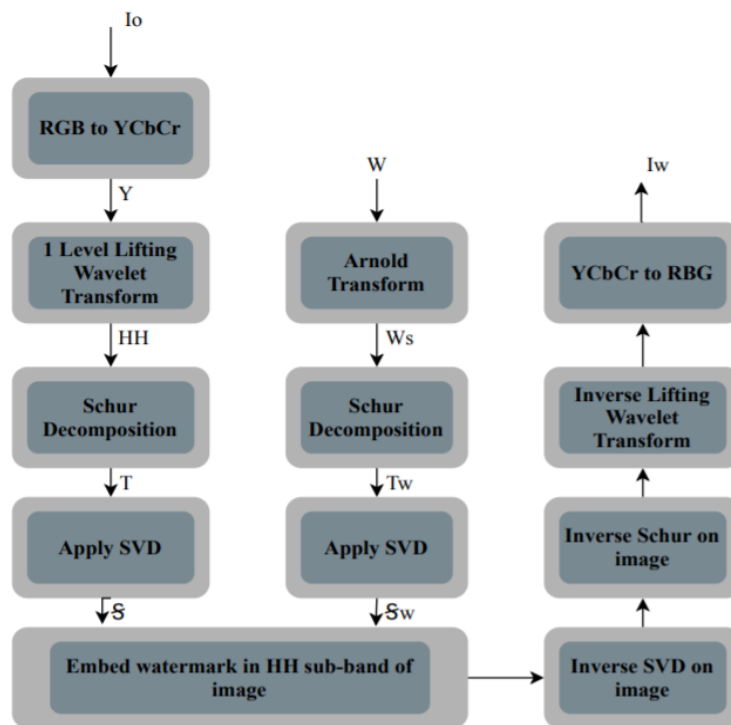 Io
RGB to YCbCr
Y
1 Level Lifting
Wavelet
Transform
HH
Schur
Decomposition
T
Apply SVD
S
W
Arnold
Transform
Ws
Schur
Decomposition
Tw
Apply SVD
Sw
Embed watermark in HH sub-band of
image
Inverse SVD on
image
Inverse Schur on
image
Inverse Lifting
Wavelet
Transform
YCbCr to RBG
Iw